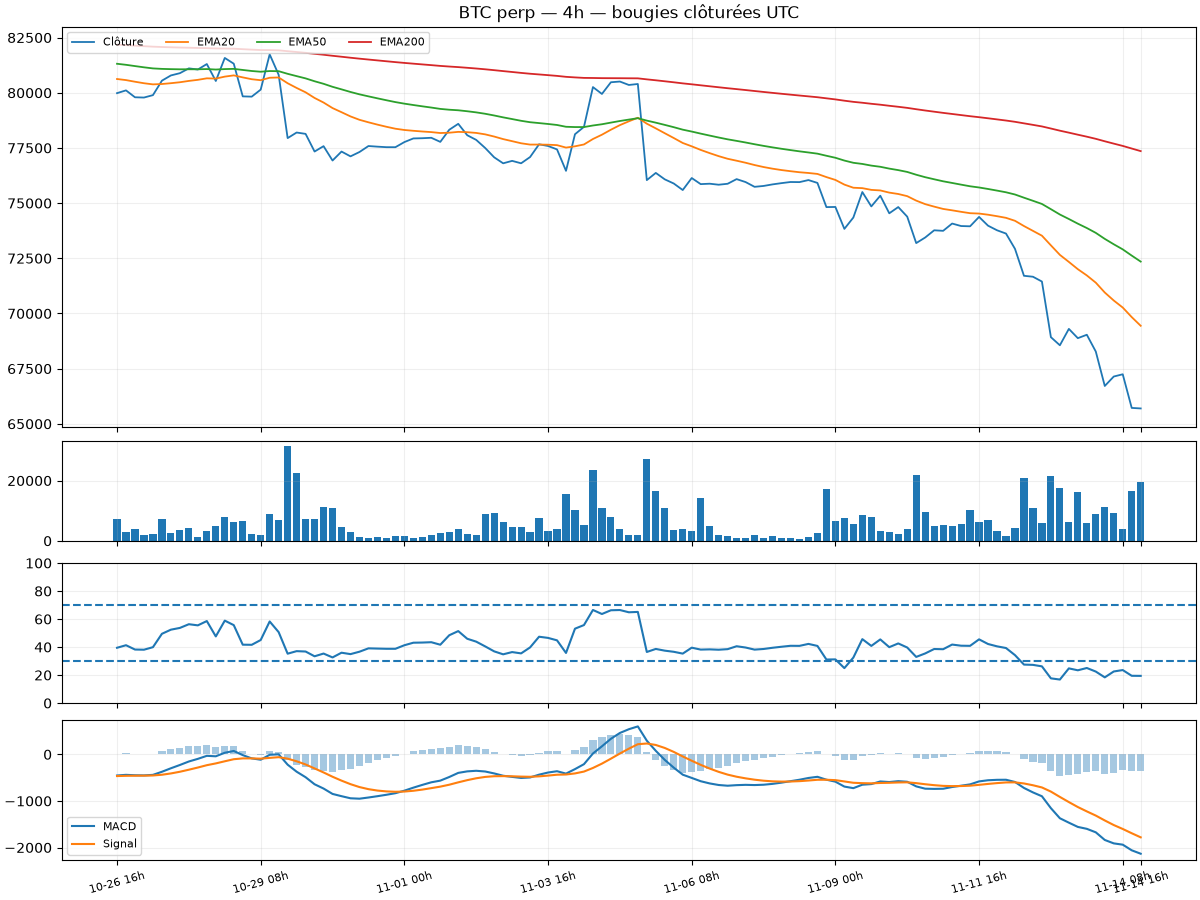 BTC perp — 4h — bougies clôturées UTC
Clôture EMA20 EMA50 EMA200
82500
80000
77500
75000
72500
70000
67500
65000
20000
0
100
80
60
40
20
0
0
−1000
−2000
MACD
Signal
10-26 16h
10-29 08h
11-01 00h
11-03 16h
11-06 08h
11-09 00h
11-11 16h
11-14 08h
11-14 16h